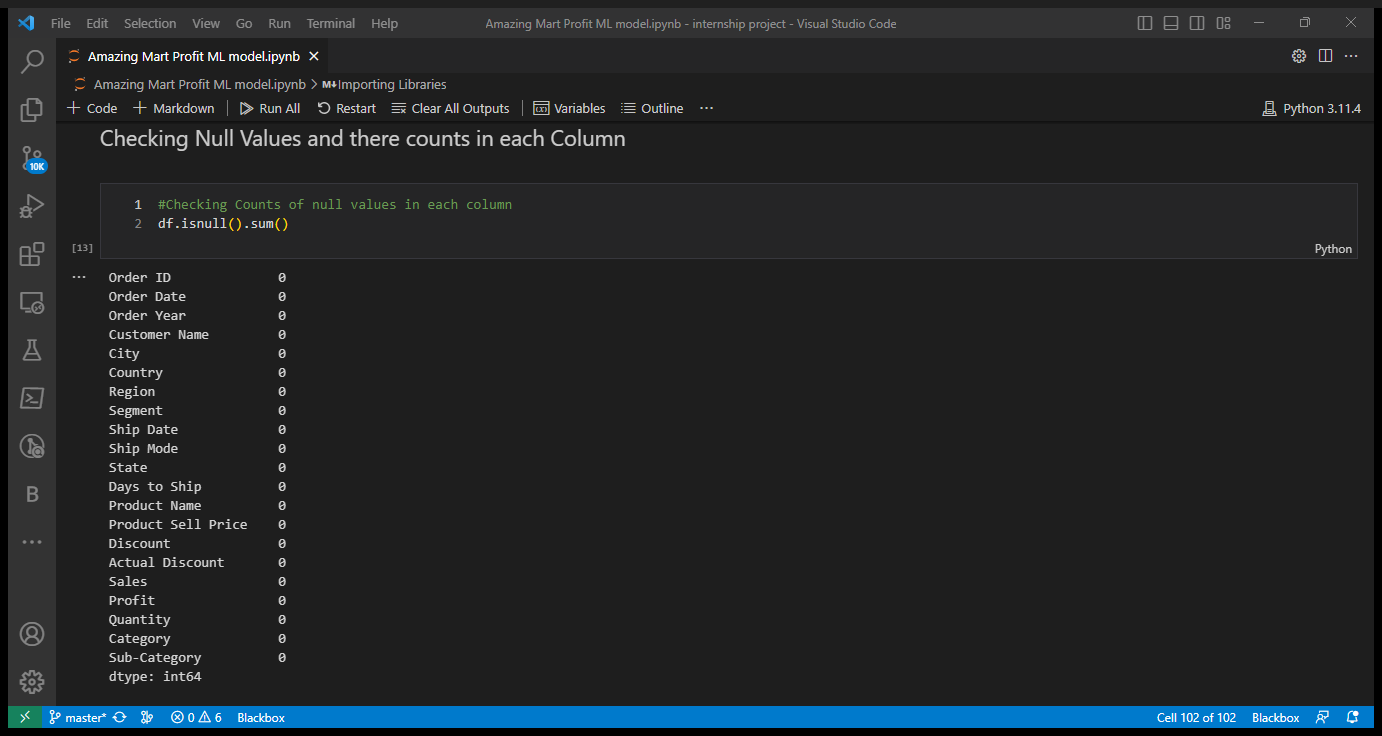 File Edit Selection View Go Run Terminal Help Amazing Mart Profit ML model.ipynb - internship project - Visual Studio Code
Amazing Mart Profit ML model.ipynb
Amazing Mart Profit ML model.ipynb > M↓Importing Libraries
+ Code + Markdown Run All Restart Clear All Outputs Variables Outline ... Python 3.11.4
Checking Null Values and there counts in each Column
10K
1 #Checking Counts of null values in each column
2 df.isnull().sum()
[13] Python
Order ID 0
Order Date 0
Order Year 0
Customer Name 0
City 0
Country 0
Region 0
Segment 0
Ship Date 0
Ship Mode 0
State 0
Days to Ship 0
Product Name 0
Product Sell Price 0
Discount 0
Actual Discount 0
Sales 0
Profit 0
Quantity 0
Category 0
Sub-Category 0
dtype: int64
B
master* 0 6 Blackbox Cell 102 of 102 Blackbox